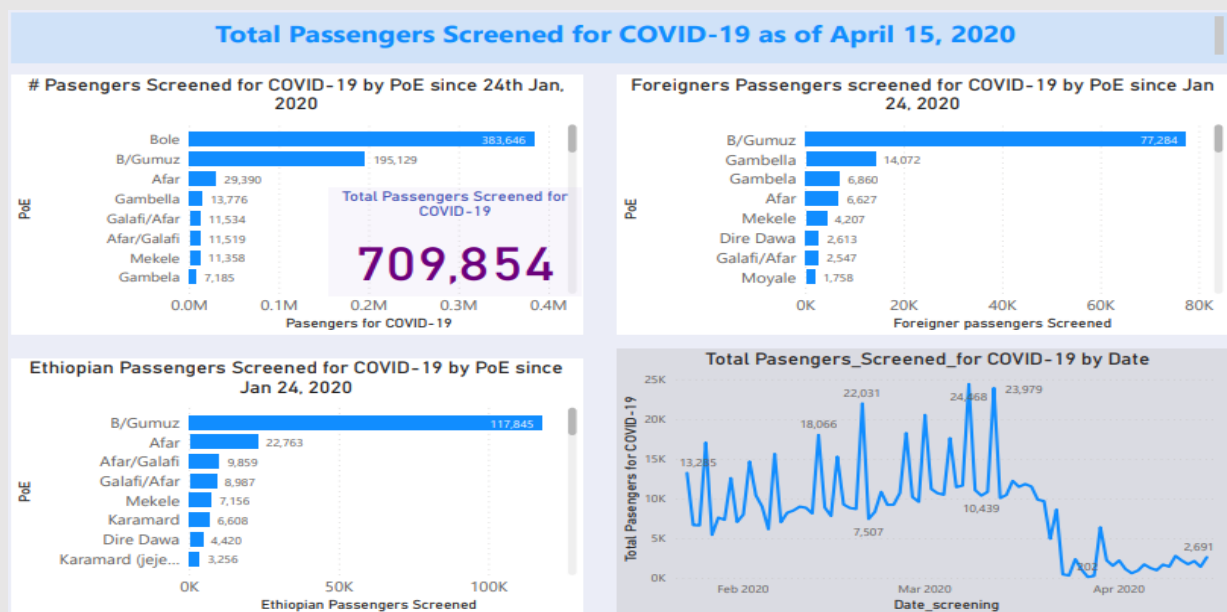 Total Passengers Screened for COVID-19 as of April 15, 2020
# Pasengers Screened for COVID-19 by PoE since 24th Jan,
2020
PoE
Bole 383,646
B/Gumuz 195,129
Afar 29,390
Gambella 13,776
Galafi/Afar 11,534
Afar/Galafi 11,519
Mekele 11,358
Gambela 7,185
0.0M 0.1M 0.2M 0.3M 0.4M
Pasengers for COVID-19
Total Passengers Screened for
COVID-19
709,854
Foreigners Passengers screened for COVID-19 by PoE since Jan
24, 2020
PoE
B/Gumuz 77,284
Gambella 14,072
Gambela 6,860
Afar 6,627
Mekele 4,207
Dire Dawa 2,613
Galafi/Afar 2,547
Moyale 1,758
0K 20K 40K 60K 80K
Foreigner passengers Screened
Ethiopian Passengers Screened for COVID-19 by PoE since
Jan 24, 2020
PoE
B/Gumuz 117,845
Afar 22,763
Afar/Galafi 9,859
Galafi/Afar 8,987
Mekele 7,156
Karamard 6,608
Dire Dawa 4,420
Karamard (jeje... 3,256
0K 50K 100K
Ethiopian Passengers Screened
Total Pasengers_Screened_for COVID-19 by Date
Total Pasengers for COVID-19
25K
20K
15K
10K
5K
0K
13,285
18,066
22,031
7,507
24,468
10,439
23,979
202
2,691
Feb 2020 Mar 2020 Apr 2020
Date_screening